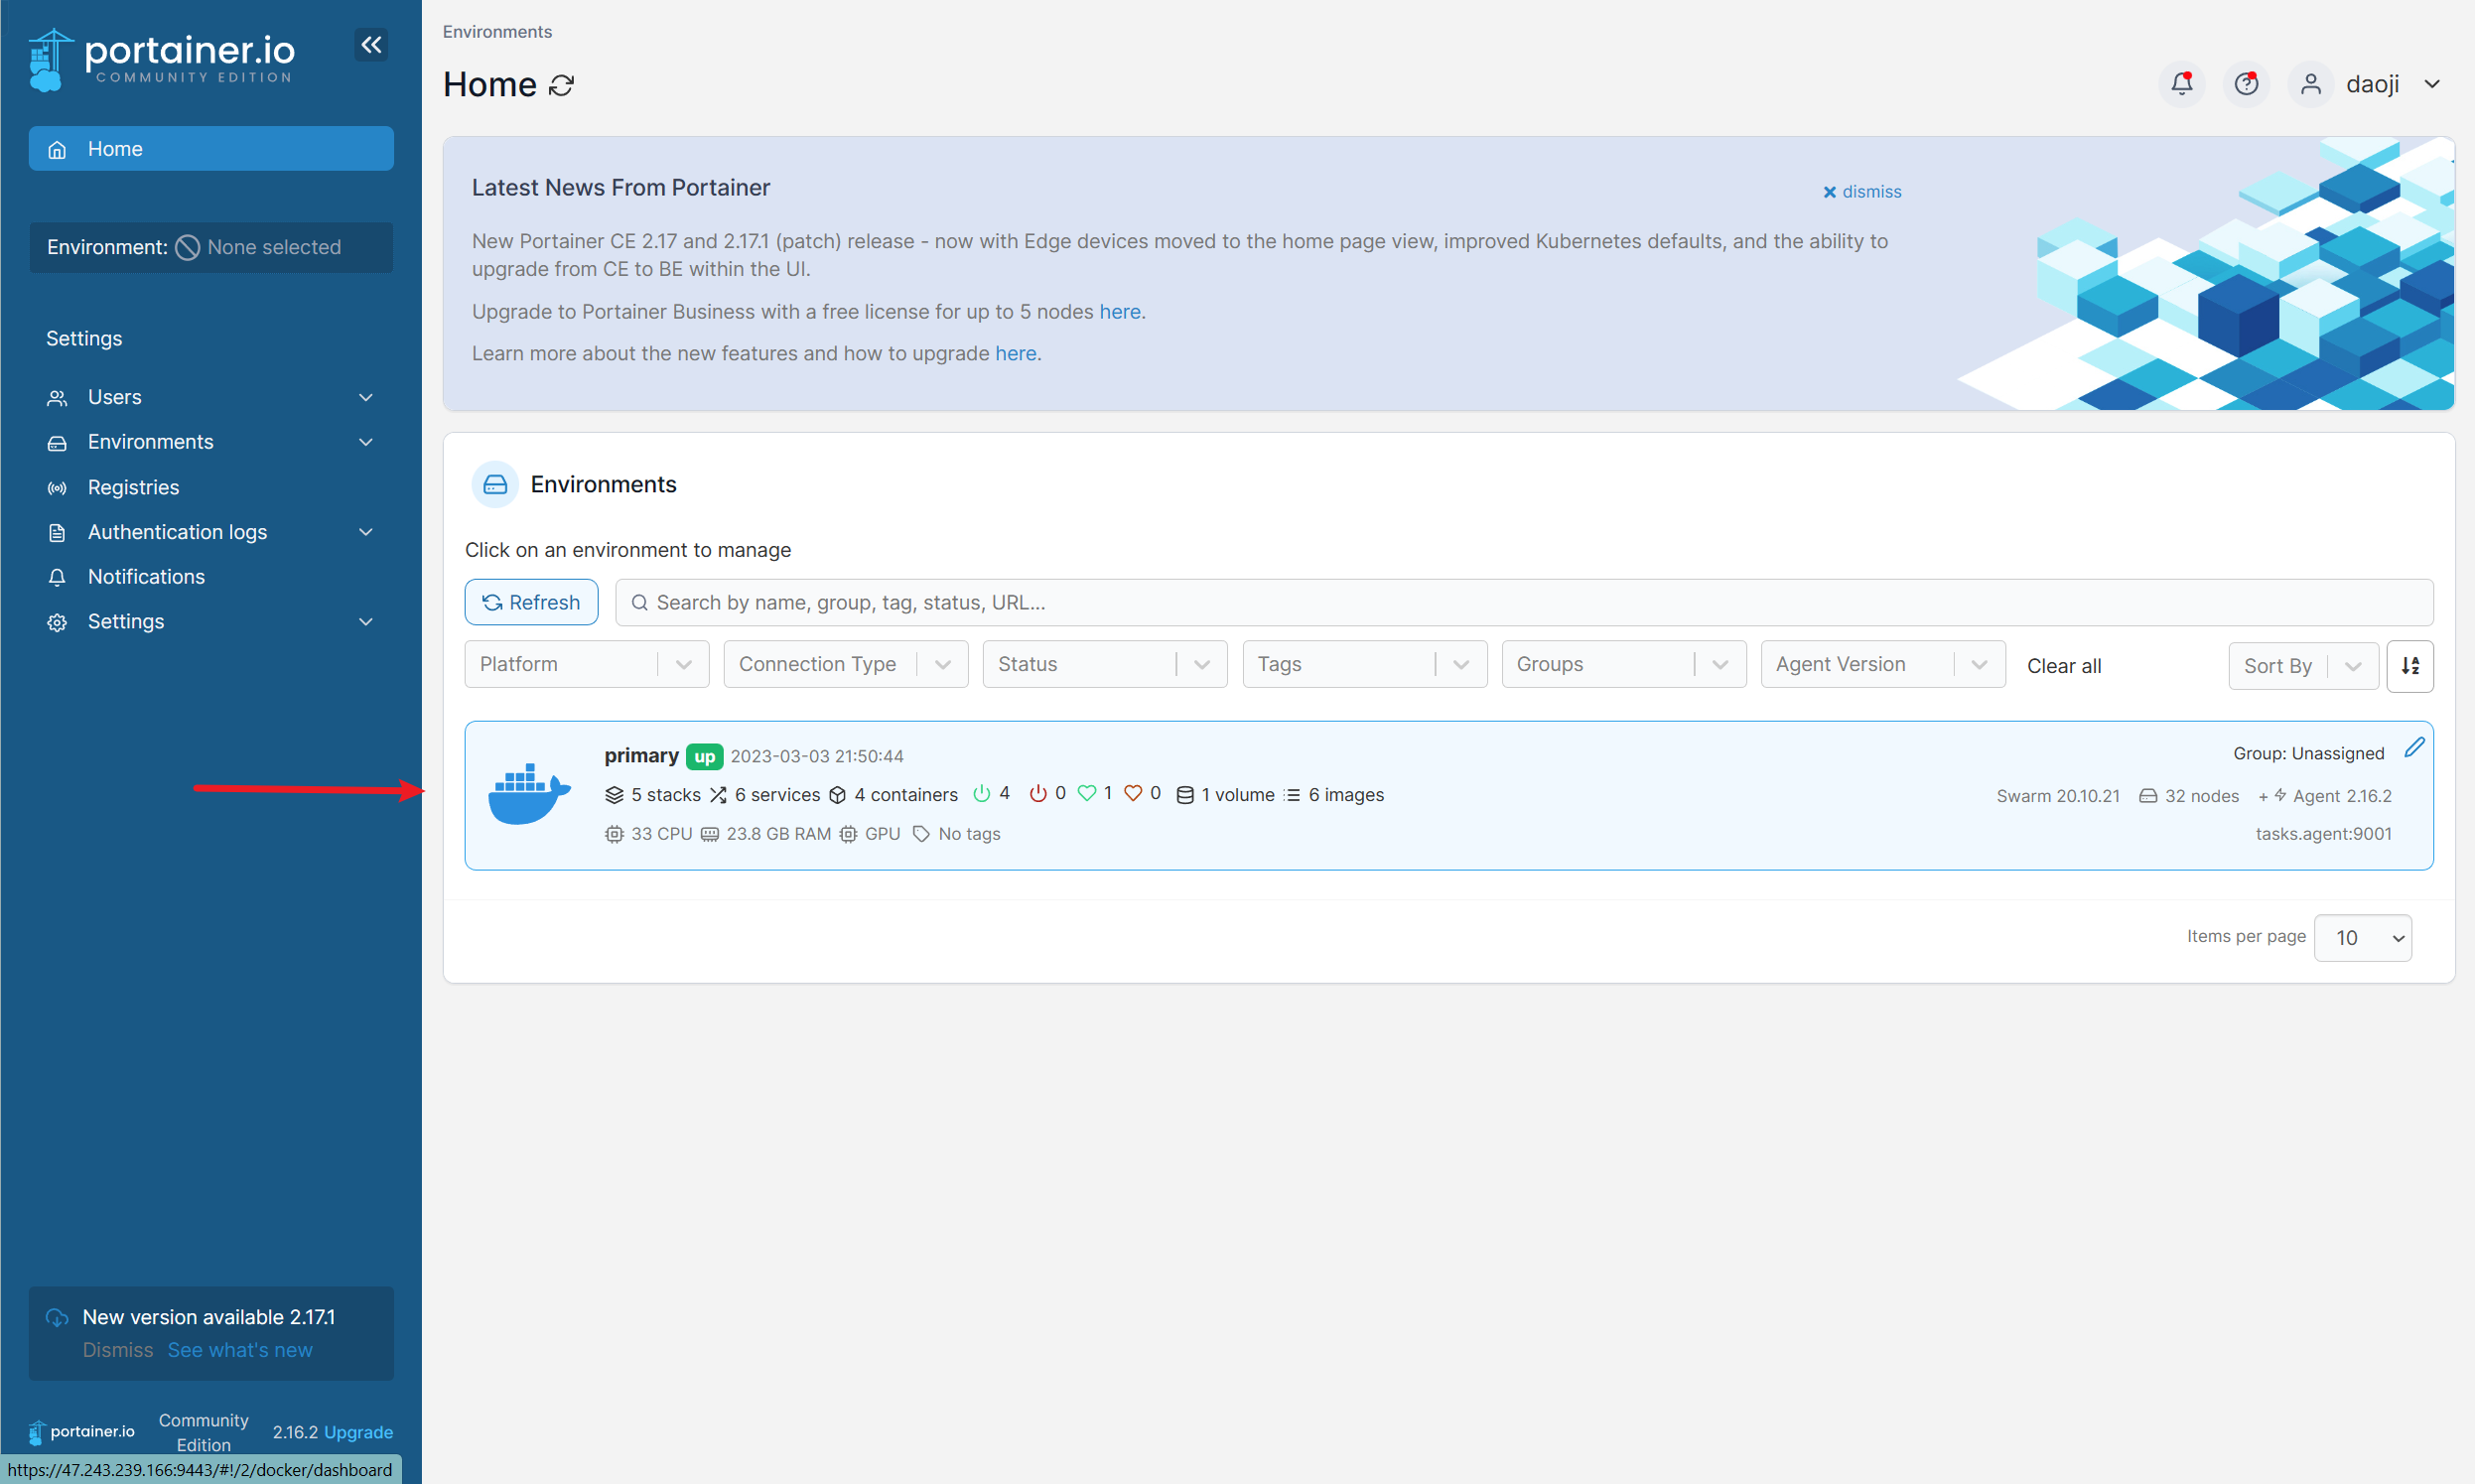 portainer.io
COMMUNITY EDITION
Home
Environment: None selected
Settings
Users
Environments
Registries
Authentication logs
Notifications
Settings
New version available 2.17.1
Dismiss See what's new
portainer.io Community Edition 2.16.2 Upgrade
https://47.243.239.166:9443/#!/2/docker/dashboard
Environments
Home
daoji
Latest News From Portainer
dismiss
New Portainer CE 2.17 and 2.17.1 (patch) release - now with Edge devices moved to the home page view, improved Kubernetes defaults, and the ability to
upgrade from CE to BE within the UI.
Upgrade to Portainer Business with a free license for up to 5 nodes here.
Learn more about the new features and how to upgrade here.
Environments
Click on an environment to manage
Refresh
Search by name, group, tag, status, URL...
Platform Connection Type Status Tags Groups Agent Version Clear all Sort By
primary up 2023-03-03 21:50:44 Group: Unassigned
5 stacks 6 services 4 containers 4 0 1 0 1 volume 6 images Swarm 20.10.21 32 nodes + Agent 2.16.2
33 CPU 23.8 GB RAM GPU No tags tasks.agent:9001
Items per page 10